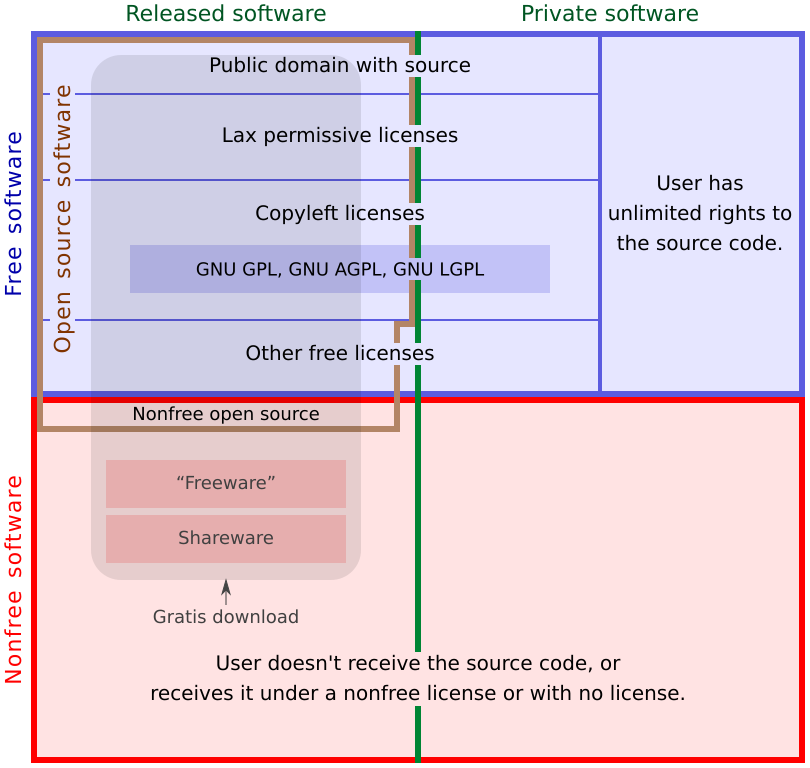 Released software
Private software
Free software
Open source software
Public domain with source
Lax permissive licenses
Copyleft licenses
GNU GPL, GNU AGPL, GNU LGPL
Other free licenses
User has
unlimited rights to
the source code.
Nonfree software
Nonfree open source
“Freeware”
Shareware
Gratis download
User doesn't receive the source code, or
receives it under a nonfree license or with no license.